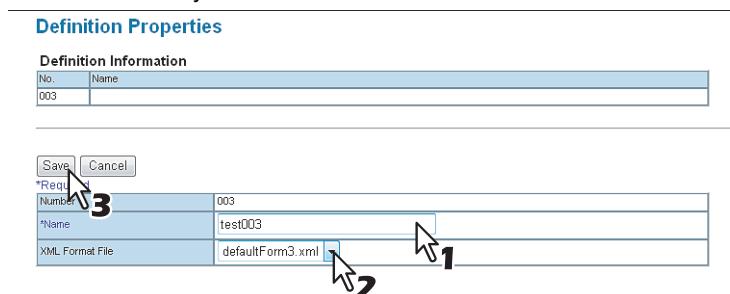 Definition Properties
Definition Information
No. Name
003
Save Cancel
*Required
Number 003
*Name test003
XML Format File defaultForm3.xml
3
1
2